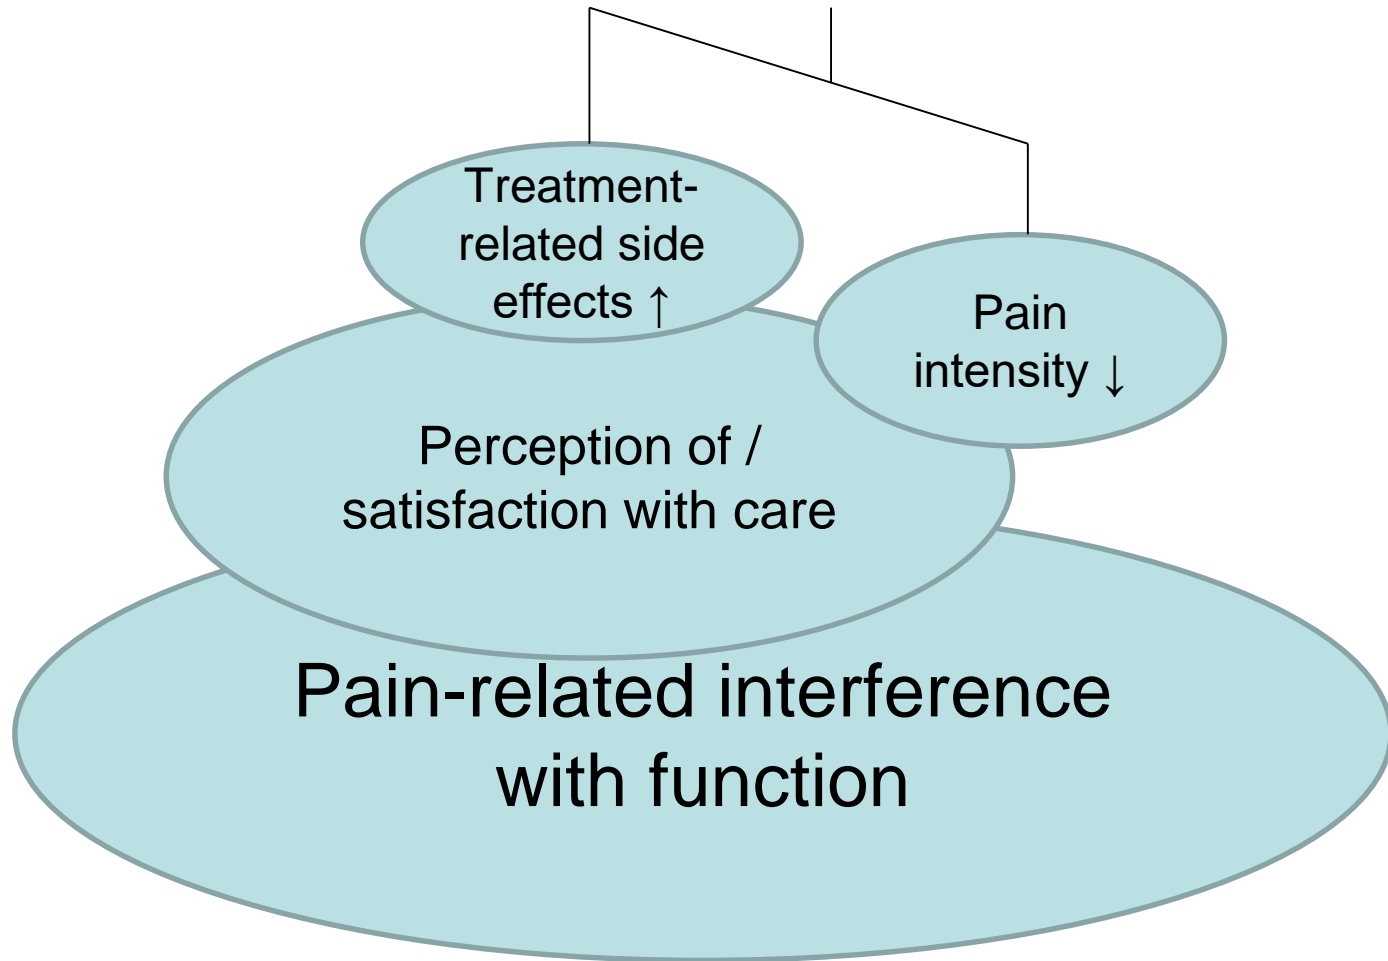 Treatment-
related side
effects ↑
Pain
intensity ↓
Perception of /
satisfaction with care
Pain-related interference
with function